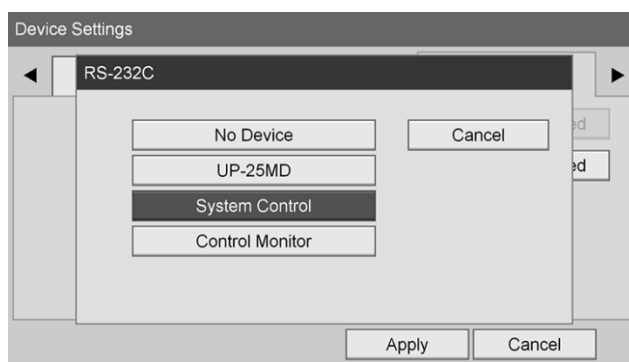 Device Settings
RS-232C
No Device
Cancel
UP-25MD
System Control
Control Monitor
Apply
Cancel